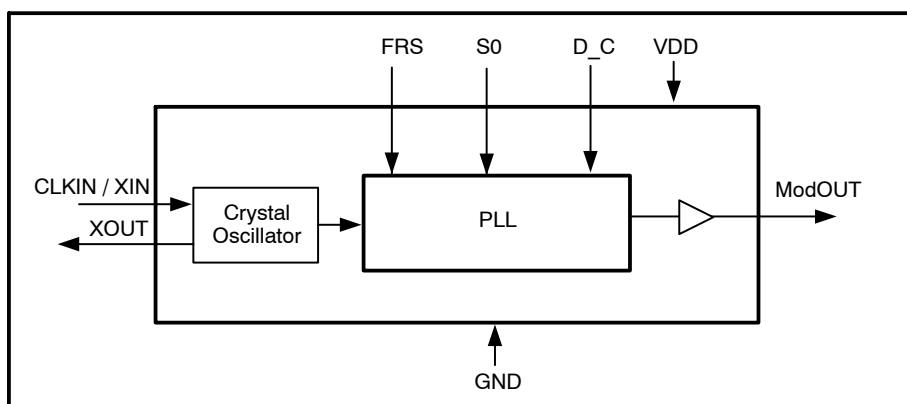 FRS S0 D_C VDD
CLKIN / XIN
XOUT
Crystal
Oscillator
PLL
ModOUT
GND